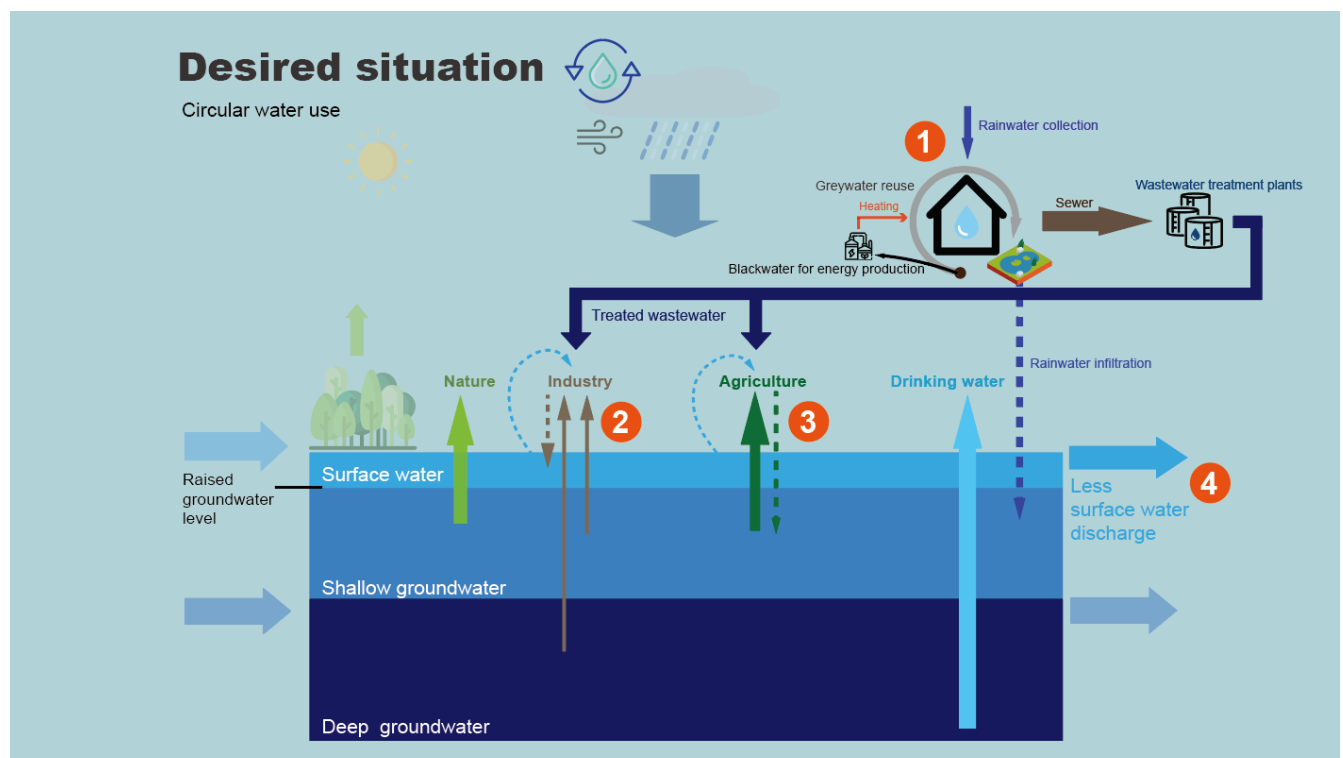 Desired situation
Circular water use
1
Rainwater collection
Greywater reuse
Heating
Sewer
Wastewater treatment plants
Blackwater for energy production
Treated wastewater
Rainwater infiltration
Nature
Industry
Agriculture
Drinking water
2
3
Surface water
Raised
groundwater
level
4
Less
surface water
discharge
Shallow groundwater
Deep groundwater